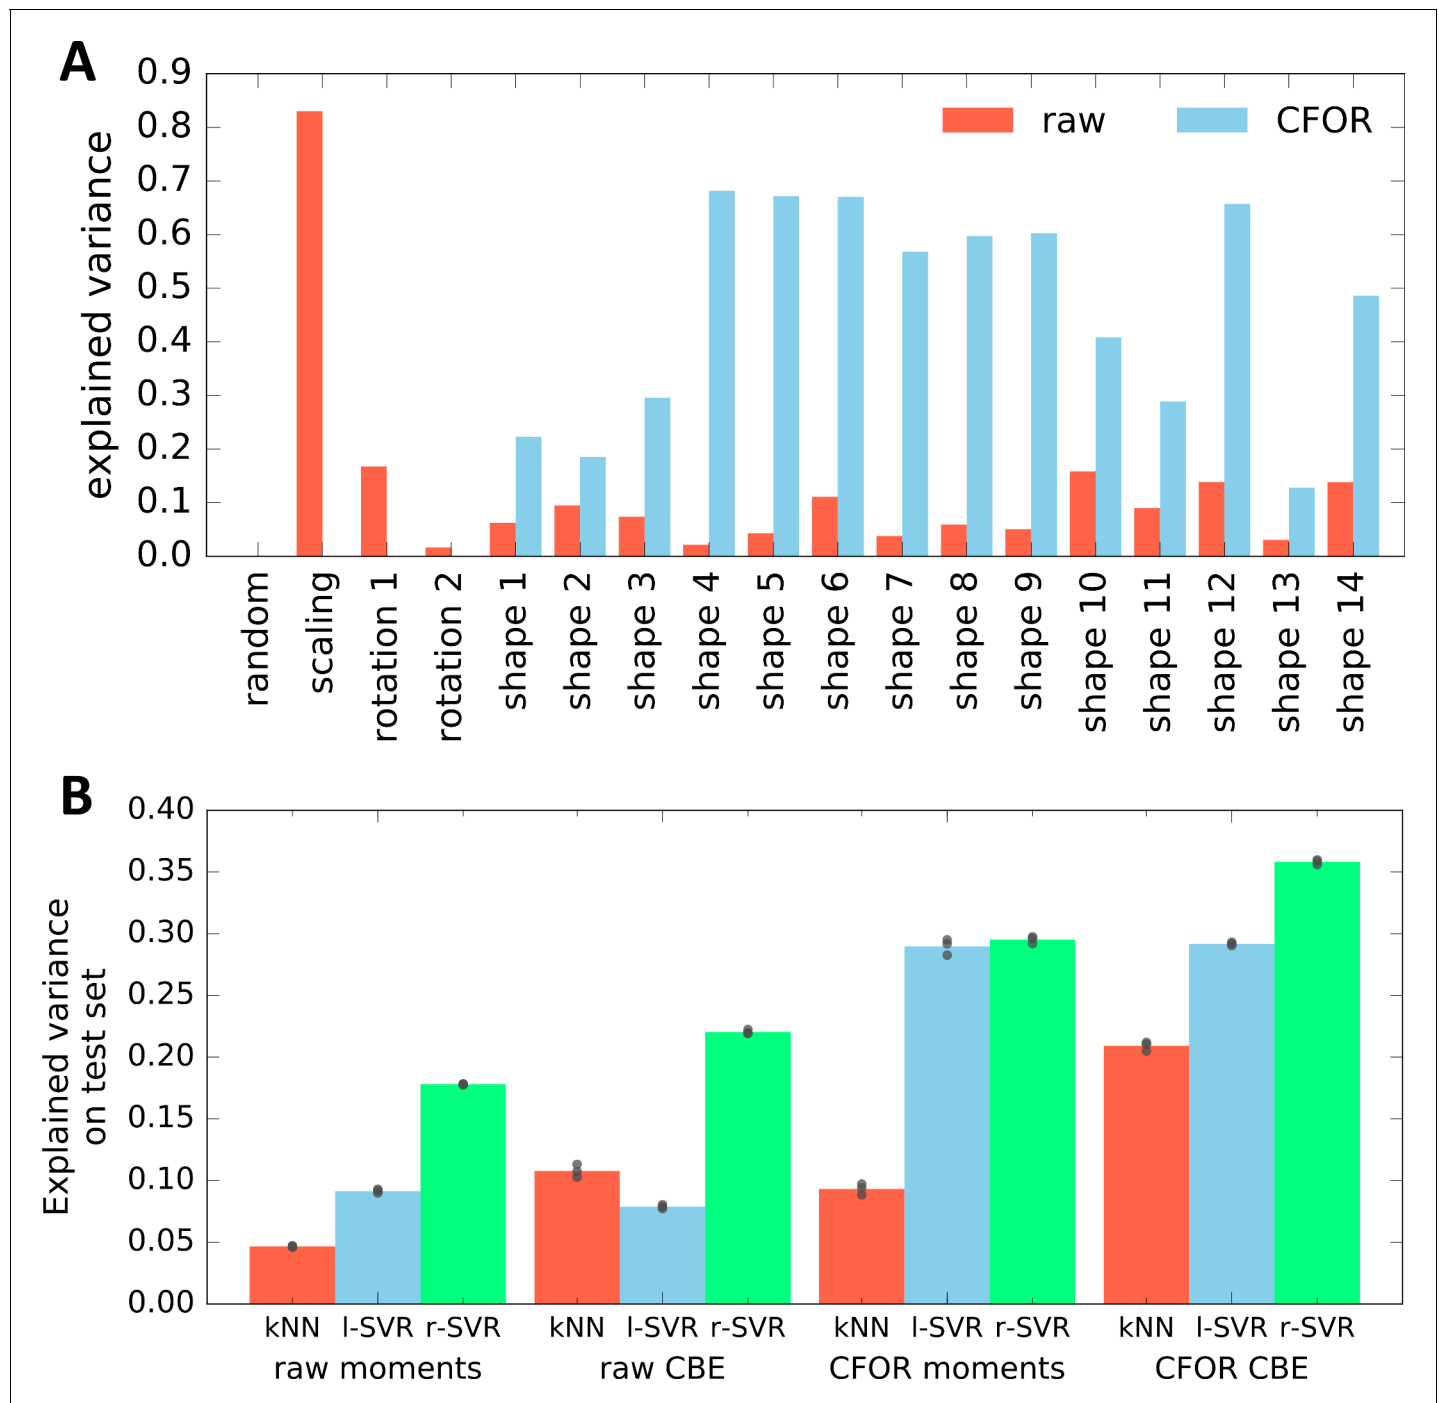 A
0.9
0.8
0.7
0.6
0.5
0.4
0.3
0.2
0.1
0.0
explained variance
raw
CFOR
random
scaling
rotation 1
rotation 2
shape 1
shape 2
shape 3
shape 4
shape 5
shape 6
shape 7
shape 8
shape 9
shape 10
shape 11
shape 12
shape 13
shape 14
B
0.40
0.35
0.30
0.25
0.20
0.15
0.10
0.05
0.00
Explained variance
on test set
kNN l-SVR r-SVR kNN l-SVR r-SVR kNN l-SVR r-SVR kNN l-SVR r-SVR
raw moments raw CBE CFOR moments CFOR CBE